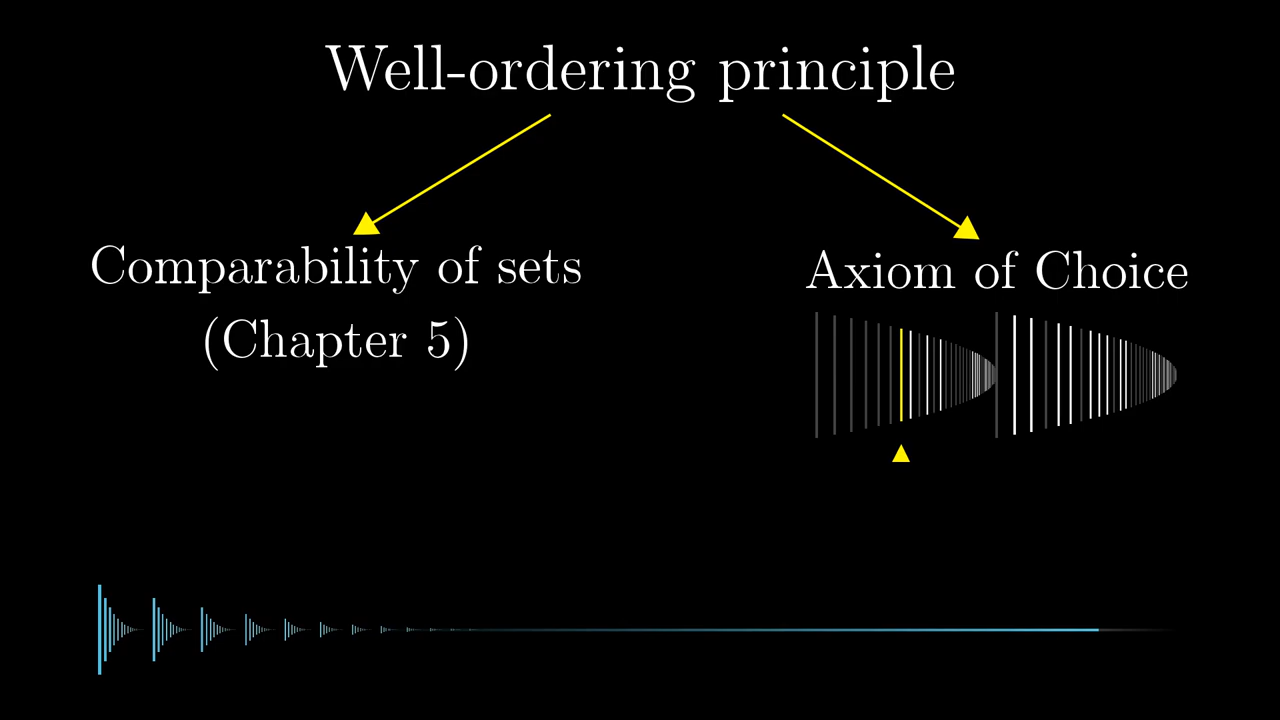 Well-ordering principle
Comparability of sets
(Chapter 5)
Axiom of Choice